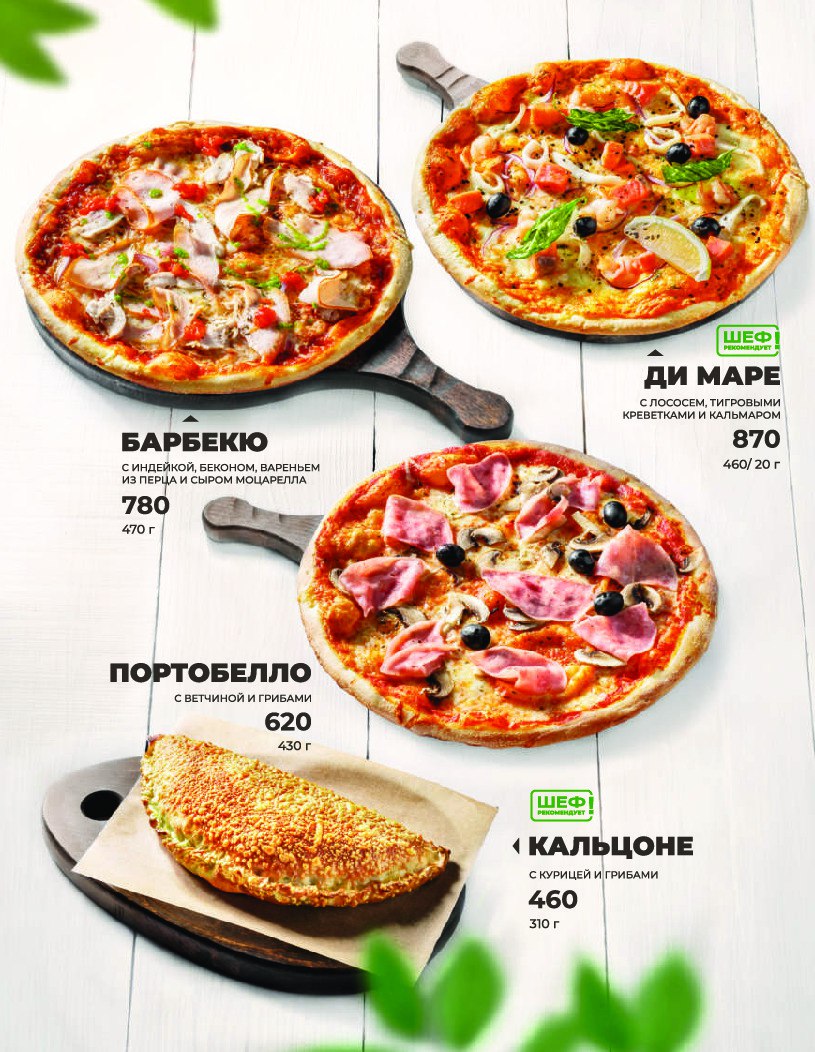 ШЕФ!
РЕКОМЕНДУЕТ
ДИ МАРЕ
С ЛОСОСЕМ, ТИГРОВЫМИ
КРЕВЕТКАМИ И КАЛЬМАРОМ
870
460/ 20 г
БАРБЕКЮ
С ИНДЕЙКОЙ, БЕКОНОМ, ВАРЕНЬЕМ
ИЗ ПЕРЦА И СЫРОМ МОЦАРЕЛЛА
780
470 г
ПОРТОБЕЛЛО
С ВЕТЧИНОЙ И ГРИБАМИ
620
430 г
ШЕФ!
РЕКОМЕНДУЕТ
КАЛЬЦОНЕ
С КУРИЦЕЙ И ГРИБАМИ
460
310 г